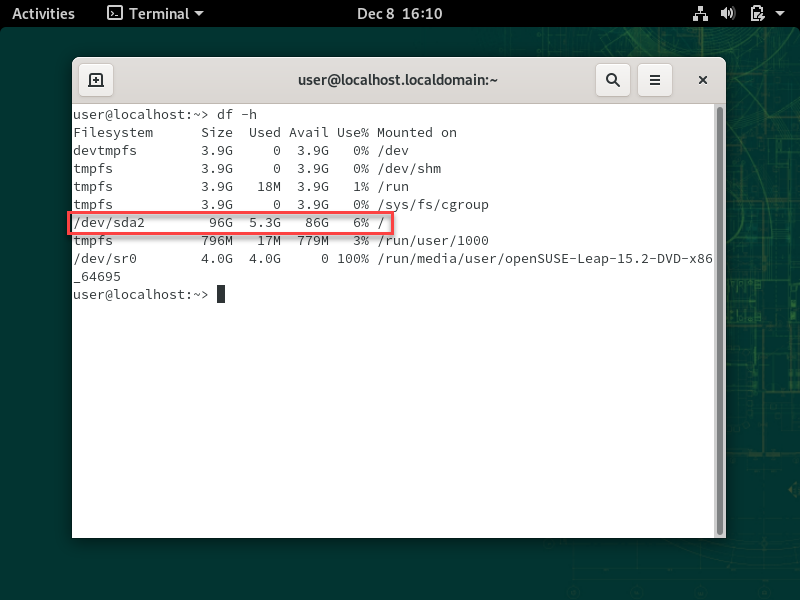 Activities Terminal Dec 8 16:10
user@localhost.localdomain:~
user@localhost:~> df -h
Filesystem      Size  Used Avail Use% Mounted on
devtmpfs        3.9G     0  3.9G   0% /dev
tmpfs           3.9G     0  3.9G   0% /dev/shm
tmpfs           3.9G   18M  3.9G   1% /run
tmpfs           3.9G     0  3.9G   0% /sys/fs/cgroup
/dev/sda2        96G  5.3G   86G   6% /
tmpfs           796M   17M  779M   3% /run/user/1000
/dev/sr0        4.0G  4.0G     0 100% /run/media/user/openSUSE-Leap-15.2-DVD-x86
_64695
user@localhost:~>